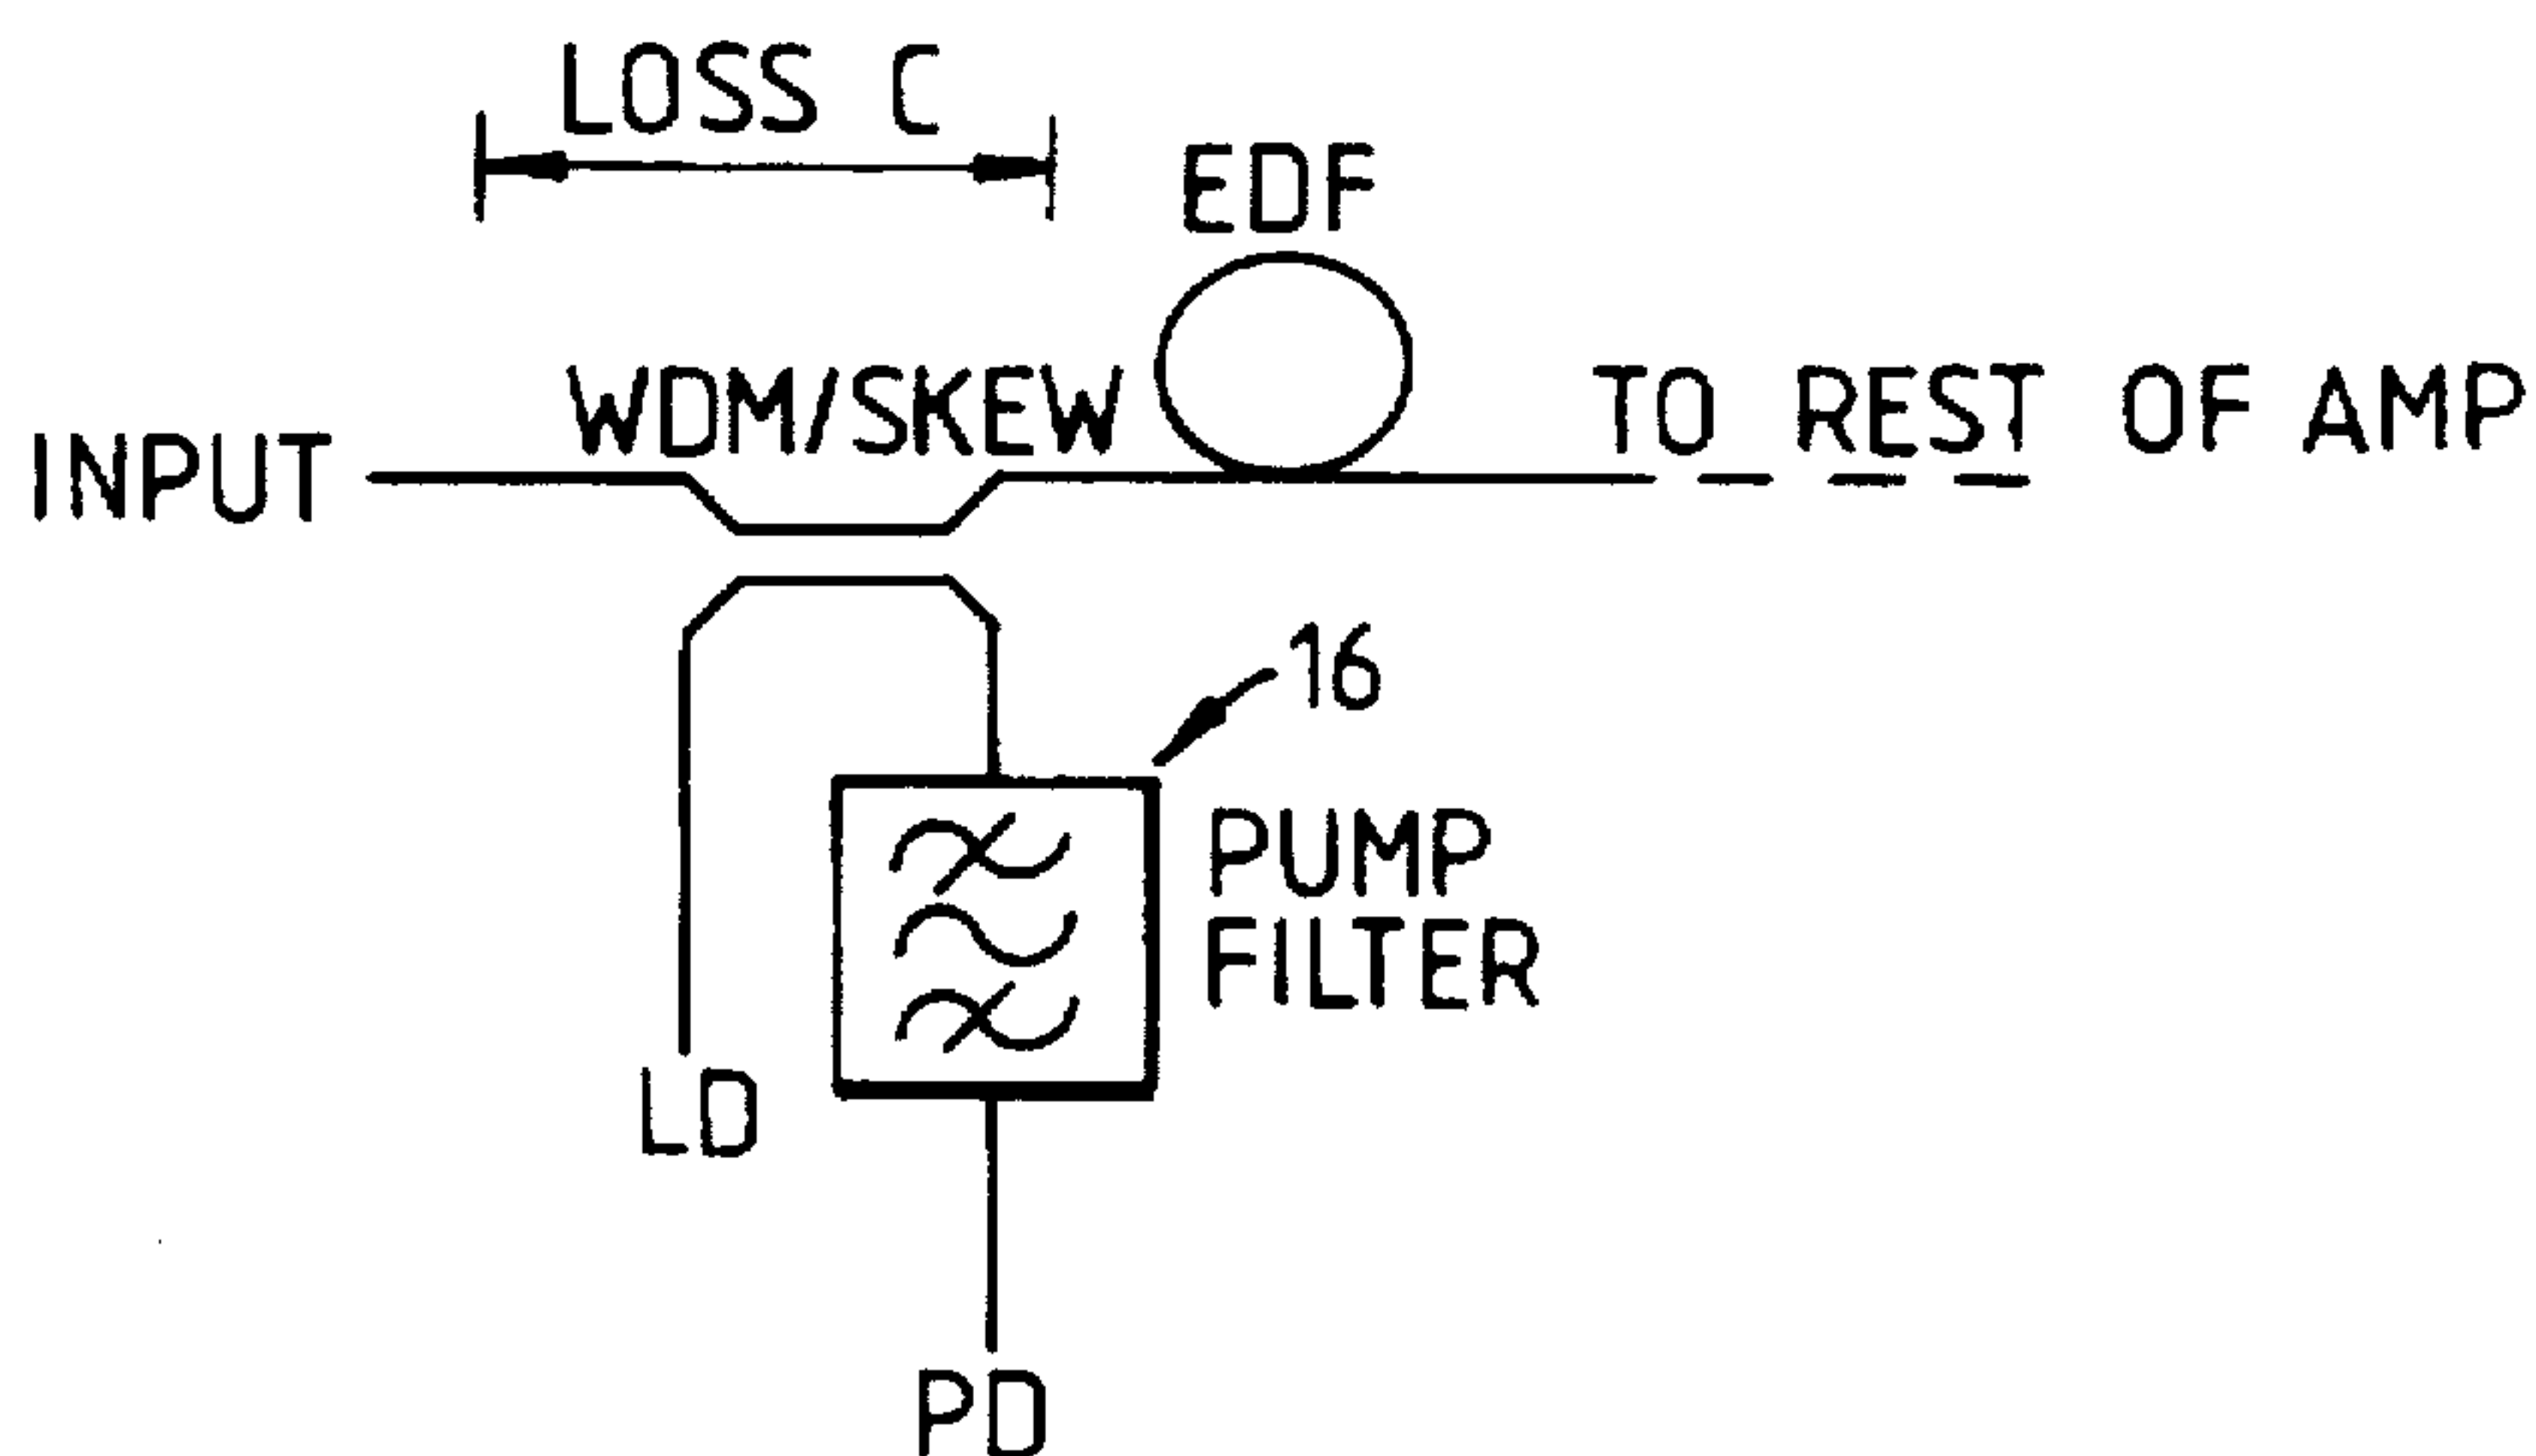 LOSS C
EDF
WDM/SKEW
TO REST OF AMP
INPUT
16
PUMP
FILTER
LD
PD